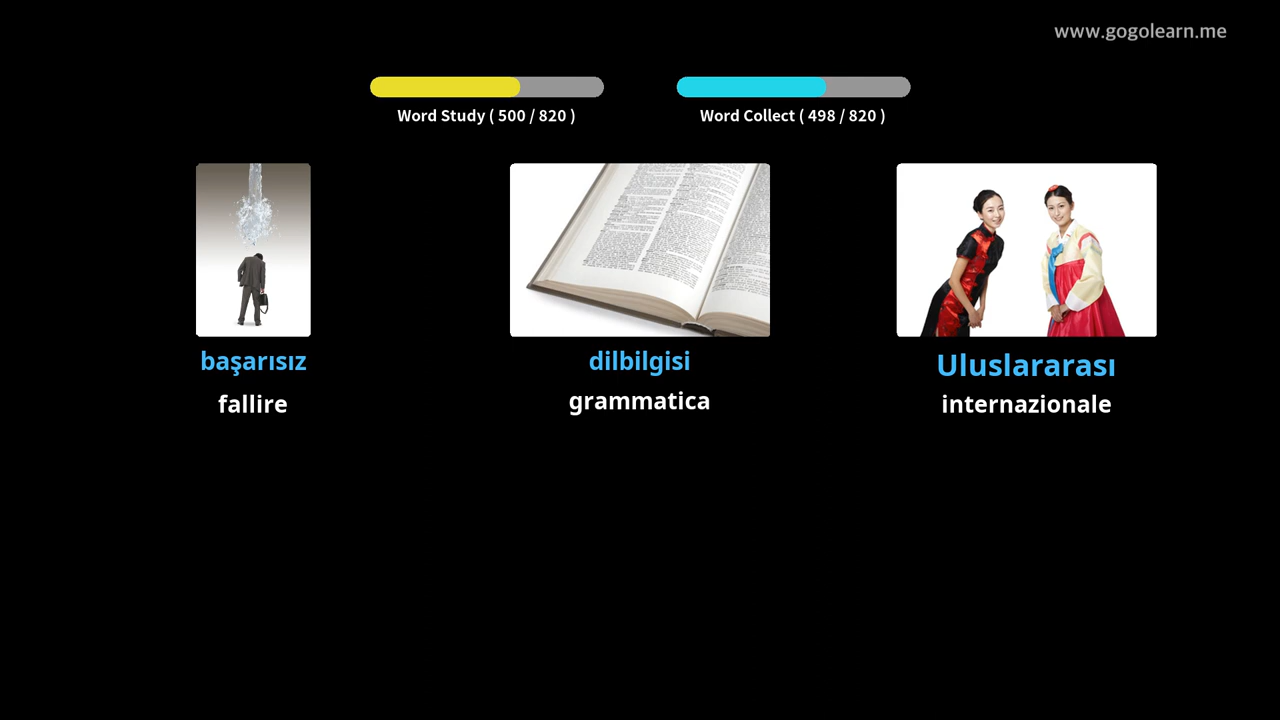 www.gogolearn.me
Word Study ( 500 / 820 )
Word Collect ( 498 / 820 )
başarısız
dilbilgisi
Uluslararası
fallire
grammatica
internazionale